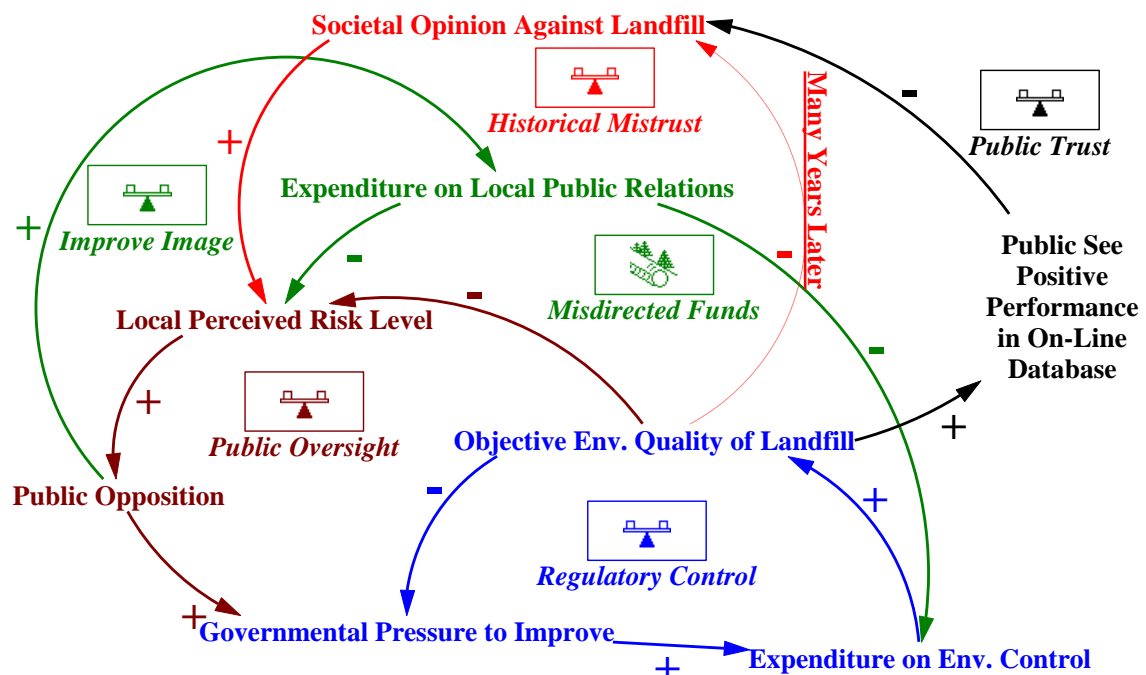 Societal Opinion Against Landfill
-
+
Historical Mistrust
Many Years Later
Public Trust
Expenditure on Local Public Relations
+
Improve Image
-
-
Misdirected Funds
Public See
Positive
Performance
in On-Line
Database
-
Local Perceived Risk Level
-
+
Public Oversight
Objective Env. Quality of Landfill
+
Public Opposition
-
+
Regulatory Control
+
Governmental Pressure to Improve
+
Expenditure on Env. Control